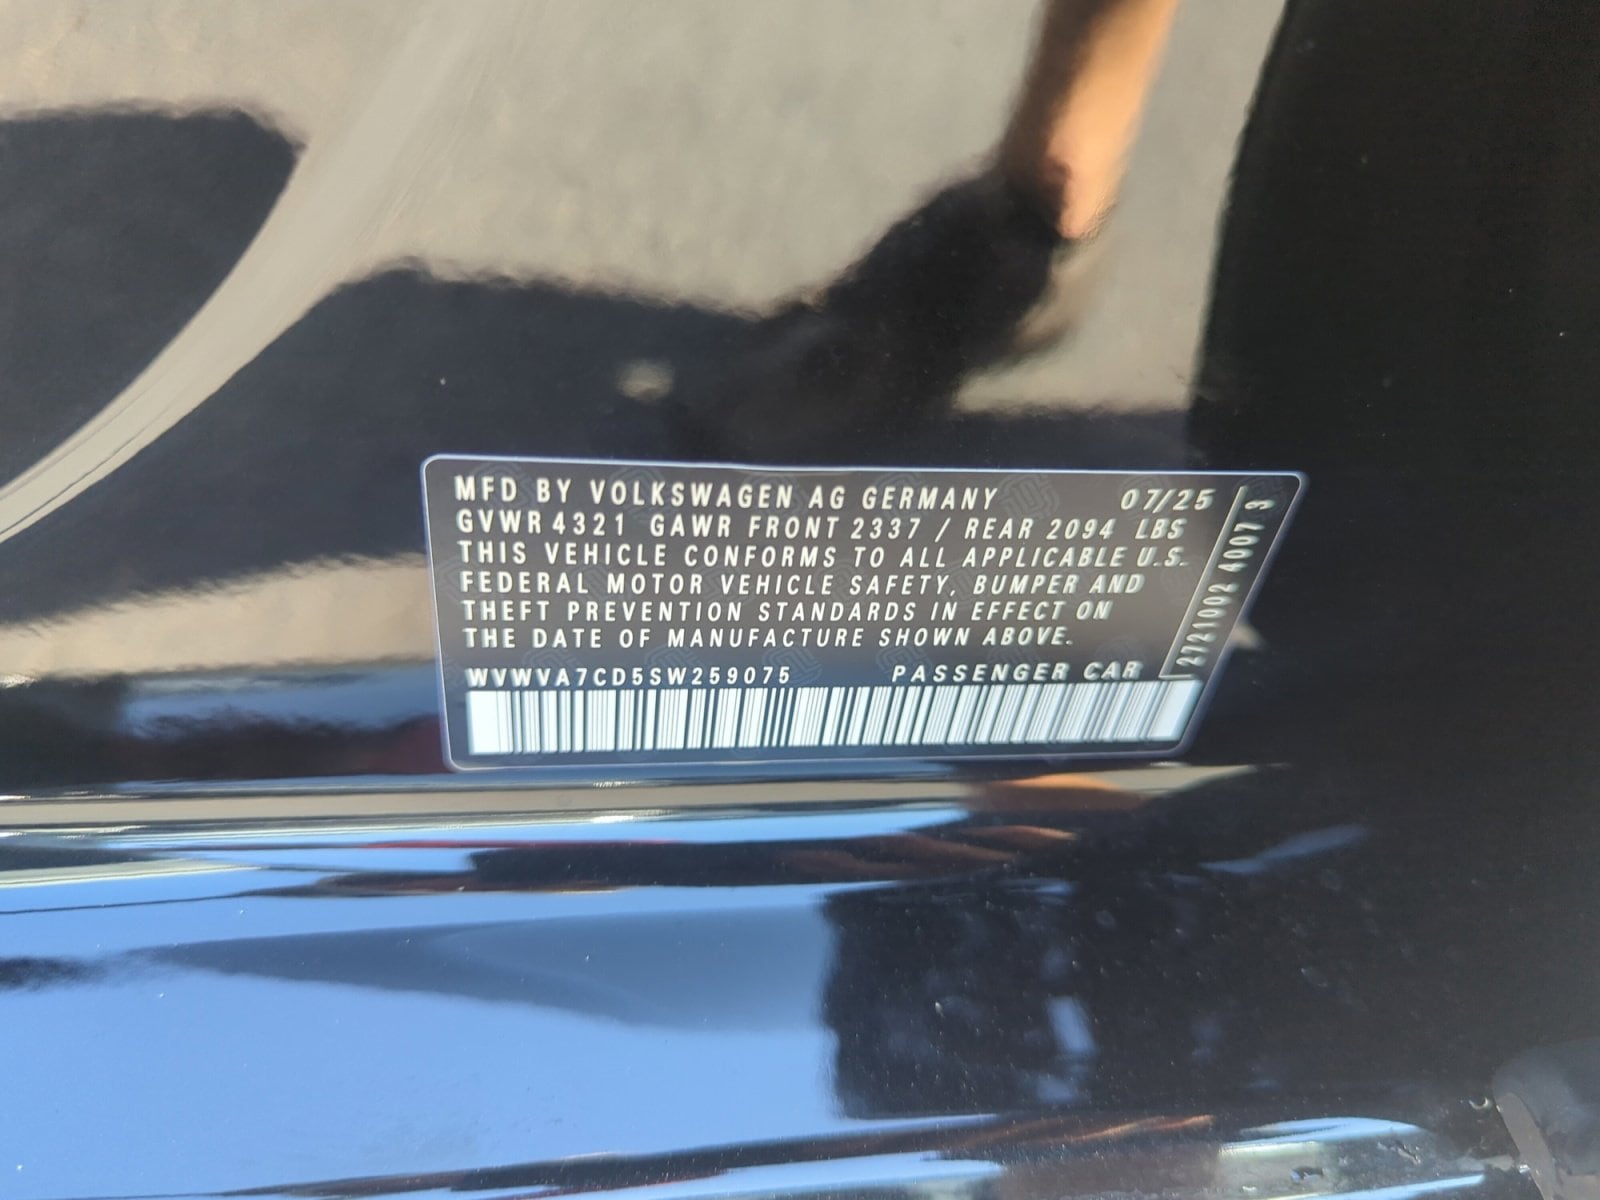 MFD BY VOLKSWAGEN AG GERMANY 07/25
GVWR 4321 GAWR FRONT 2337 / REAR 2094 LBS
THIS VEHICLE CONFORMS TO ALL APPLICABLE U.S.
FEDERAL MOTOR VEHICLE SAFETY, BUMPER AND
THEFT PREVENTION STANDARDS IN EFFECT ON
THE DATE OF MANUFACTURE SHOWN ABOVE.
WVWVA7CD5SW259075 PASSENGER CAR
2721002 4007 3